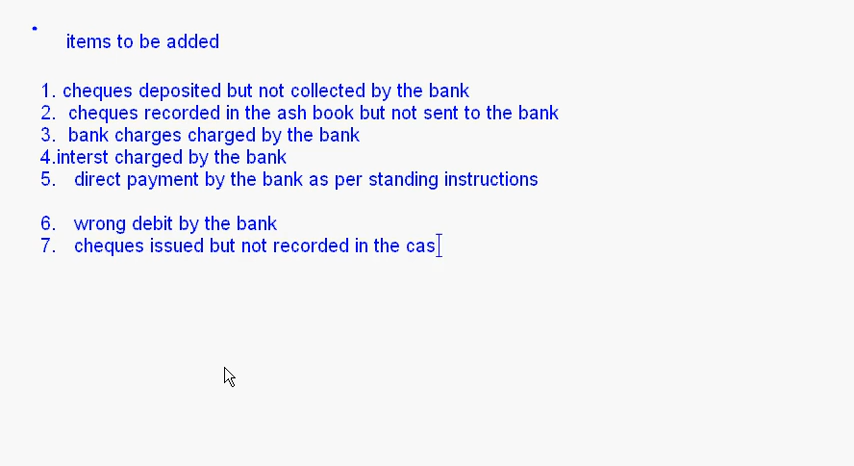 items to be added
1. cheques deposited but not collected by the bank
2. cheques recorded in the ash book but not sent to the bank
3. bank charges charged by the bank
4.interst charged by the bank
5. direct payment by the bank as per standing instructions
6. wrong debit by the bank
7. cheques issued but not recorded in the cas